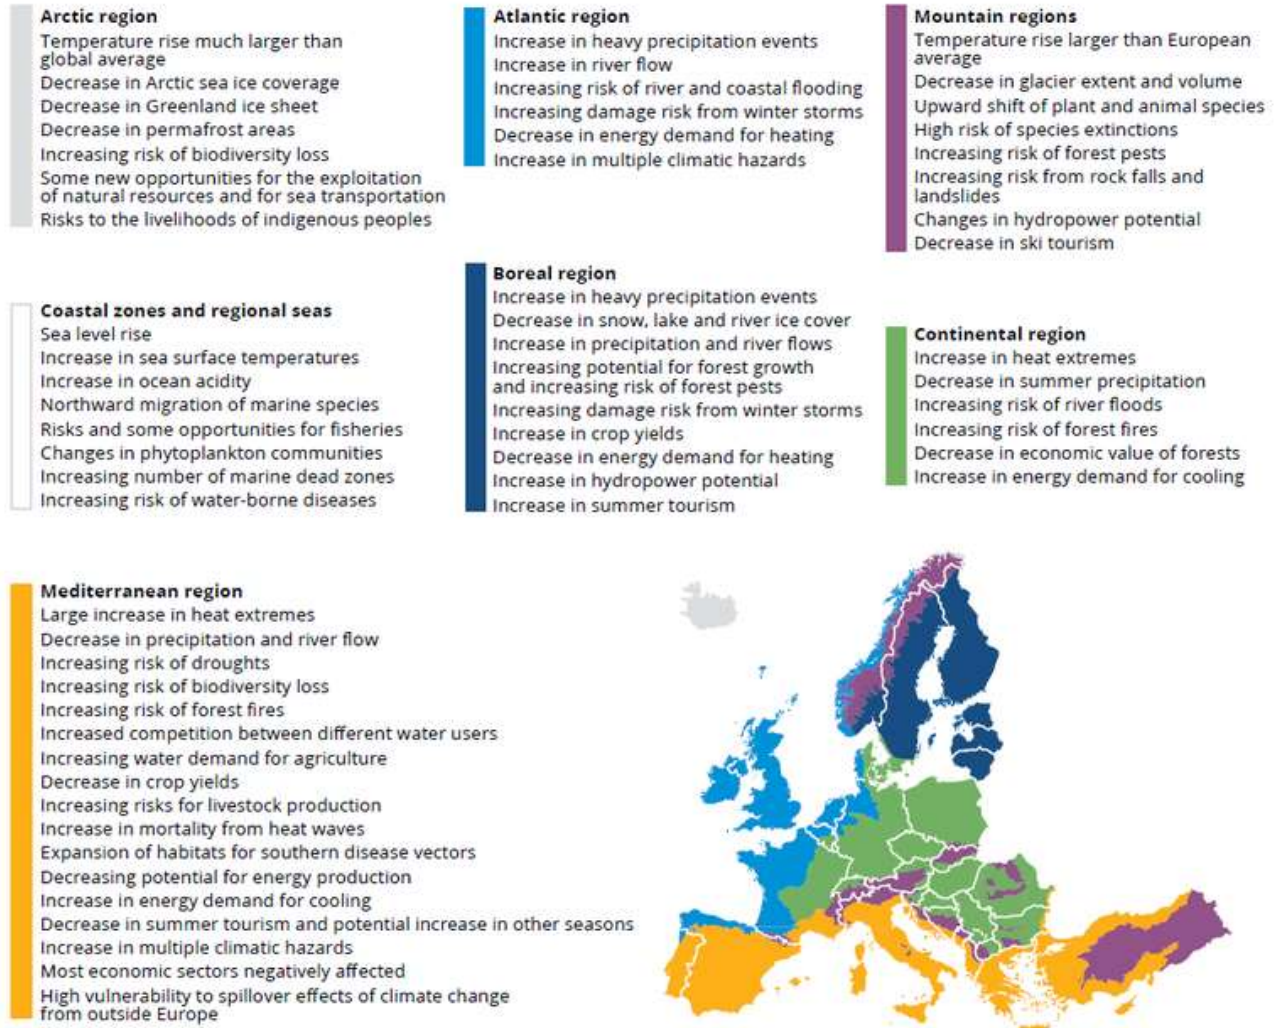 Arctic region
Temperature rise much larger than
global average
Decrease in Arctic sea ice coverage
Decrease in Greenland ice sheet
Decrease in permafrost areas
Increasing risk of biodiversity loss
Some new opportunities for the exploitation
of natural resources and for sea transportation
Risks to the livelihoods of indigenous peoples
Atlantic region
Increase in heavy precipitation events
Increase in river flow
Increasing risk of river and coastal flooding
Increasing damage risk from winter storms
Decrease in energy demand for heating
Increase in multiple climatic hazards
Mountain regions
Temperature rise larger than European
average
Decrease in glacier extent and volume
Upward shift of plant and animal species
High risk of species extinctions
Increasing risk of forest pests
Increasing risk from rock falls and
landslides
Changes in hydropower potential
Decrease in ski tourism
Coastal zones and regional seas
Sea level rise
Increase in sea surface temperatures
Increase in ocean acidity
Northward migration of marine species
Risks and some opportunities for fisheries
Changes in phytoplankton communities
Increasing number of marine dead zones
Increasing risk of water-borne diseases
Boreal region
Increase in heavy precipitation events
Decrease in snow, lake and river ice cover
Increase in precipitation and river flows
Increasing potential for forest growth
and increasing risk of forest pests
Increasing damage risk from winter storms
Increase in crop yields
Decrease in energy demand for heating
Increase in hydropower potential
Increase in summer tourism
Continental region
Increase in heat extremes
Decrease in summer precipitation
Increasing risk of river floods
Increasing risk of forest fires
Decrease in economic value of forests
Increase in energy demand for cooling
Mediterranean region
Large increase in heat extremes
Decrease in precipitation and river flow
Increasing risk of droughts
Increasing risk of biodiversity loss
Increasing risk of forest fires
Increased competition between different water users
Increasing water demand for agriculture
Decrease in crop yields
Increasing risks for livestock production
Increase in mortality from heat waves
Expansion of habitats for southern disease vectors
Decreasing potential for energy production
Increase in energy demand for cooling
Decrease in summer tourism and potential increase in other seasons
Increase in multiple climatic hazards
Most economic sectors negatively affected
High vulnerability to spillover effects of climate change
from outside Europe